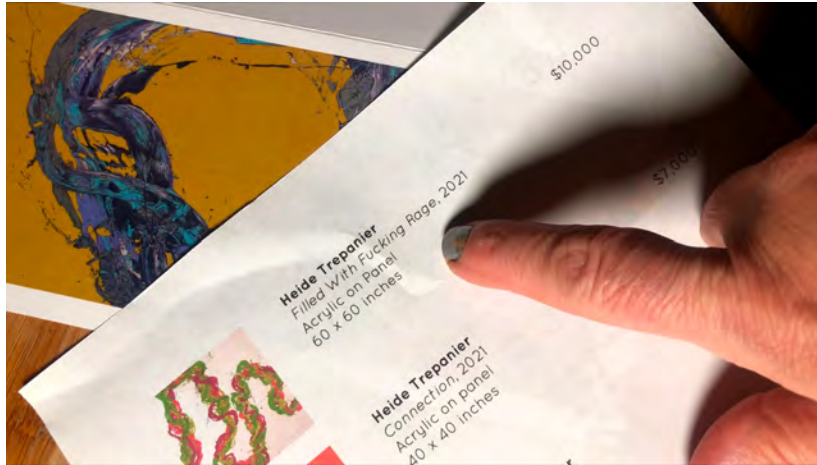 $10,000
Heide Trepanier
Filled With Fucking Rage, 2021
Acrylic on Panel
60 x 60 inches
$7,000
Heide Trepanier
Connection, 2021
Acrylic on panel
40 x 40 inches